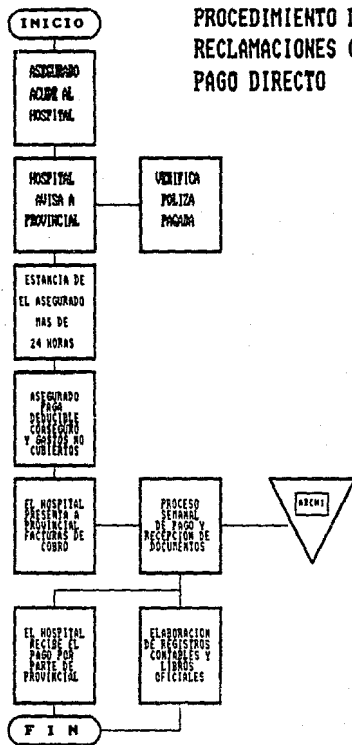 PROCEDIMIENTO
RECLAMACIONES
PAGO DIRECTO
INICIO
ASEGURADO
ACUDE AL
HOSPITAL
HOSPITAL
AVISA A
PROVINCIAL
VERIFICA
POLIZA
PAGADA
ESTANCIA DE
EL ASEGURADO
MAS DE
24 HORAS
ASEGURADO
PAGA
DEDUCIBLE
COASEGURO
Y GASTOS NO
CUBIERTOS
EL HOSPITAL
PRESENTA A
PROVINCIAL
FACTURAS DE
COBRO
PROCESO
SEMANAL
DE PAGO Y
RECEPCION DE
DOCUMENTOS
ARCHI
EL HOSPITAL
RECIBE EL
PAGO POR
PARTE DE
PROVINCIAL
ELABORACION
DE REGISTROS
CONTABLES Y
LIBROS
OFICIALES
F I N